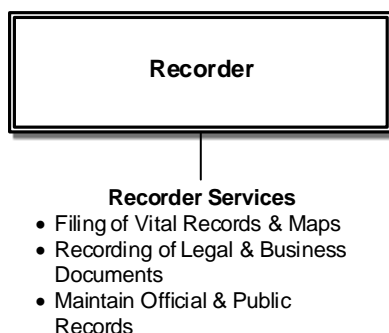 Recorder
Recorder Services
• Filing of Vital Records & Maps
• Recording of Legal & Business
Documents
• Maintain Official & Public
Records